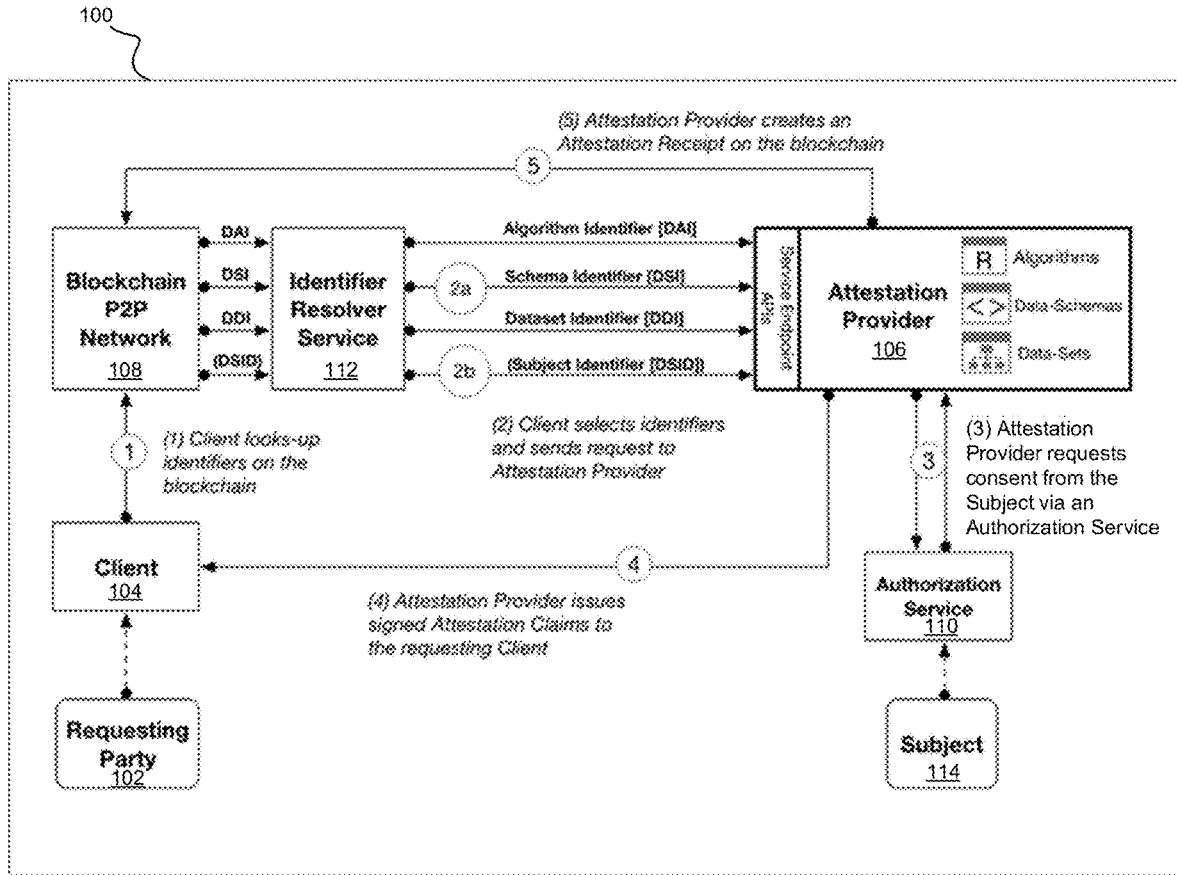 100
(5) Attestation Provider creates an
Attestation Receipt on the blockchain
5
DAI
DSI
DDI
(DSID)
Blockchain
P2P
Network
108
Identifier
Resolver
Service
112
Algorithm Identifier [DAI]
2a
Schema Identifier [DSI]
Dataset Identifier [DDI]
2b
(Subject Identifier [DSID])
Service Endpoint
APIs
Attestation
Provider
106
R
Algorithms
< >
Data-Schemas
Data-Sets
1
(1) Client looks-up
identifiers on the
blockchain
(2) Client selects identifiers
and sends request to
Attestation Provider
3
(3) Attestation
Provider requests
consent from the
Subject via an
Authorization Service
Client
104
4
(4) Attestation Provider issues
signed Attestation Claims to
the requesting Client
Authorization
Service
110
Requesting
Party
102
Subject
114